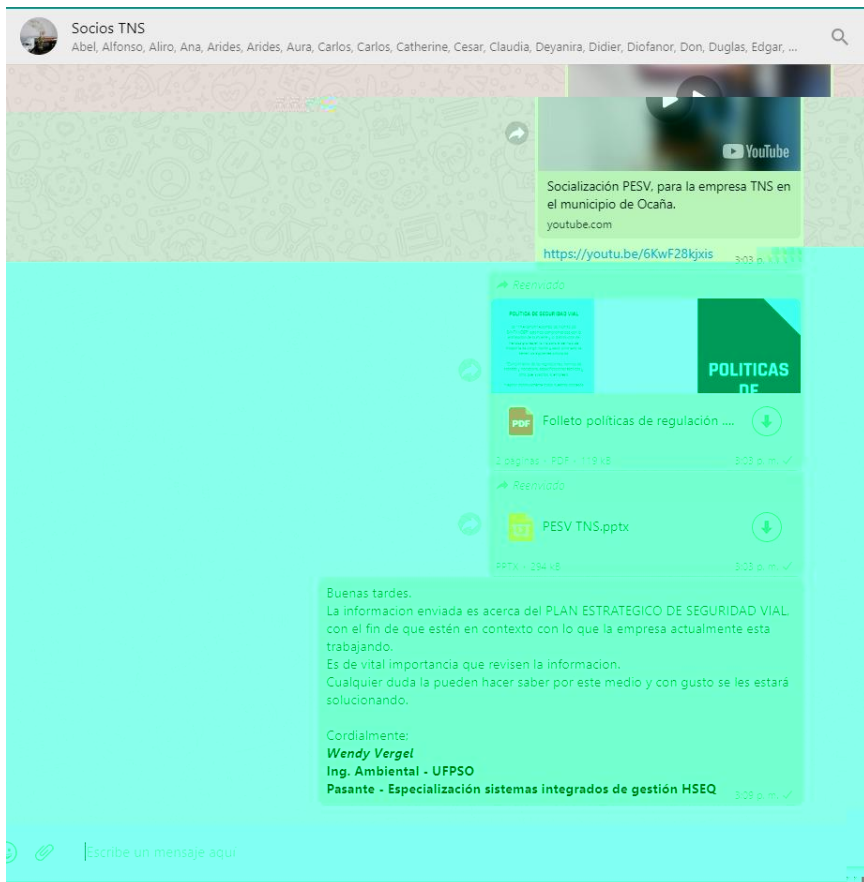 Socios TNS
Abel, Alfonso, Aliro, Ana, Arides, Arides, Aura, Carlos, Carlos, Catherine, Cesar, Claudia, Deyanira, Didier, Diofanor, Don, Duglas, Edgar, ...
YouTube
Socialización PESV, para la empresa TNS en
el municipio de Ocaña.
youtube.com
https://youtu.be/6KwF28kjxis
3:03 p.
Reenviado
POLÍTICA DE SEGURIDAD VIAL
POLITICAS
DE
PDF
Folleto políticas de regulación ....
2 páginas - PDF - 119 kB
3:03 p. m.
Reenviado
PESV TNS.pptx
PPTX - 294 kB
3:03 p. m.
Buenas tardes.
La informacion enviada es acerca del PLAN ESTRATEGICO DE SEGURIDAD VIAL,
con el fin de que estén en contexto con lo que la empresa actualmente esta
trabajando.
Es de vital importancia que revisen la informacion.
Cualquier duda la pueden hacer saber por este medio y con gusto se les estará
solucionando.
Cordialmente:
Wendy Vergel
Ing. Ambiental - UFPSO
Pasante - Especialización sistemas integrados de gestión HSEQ
Escribe un mensaje aquí